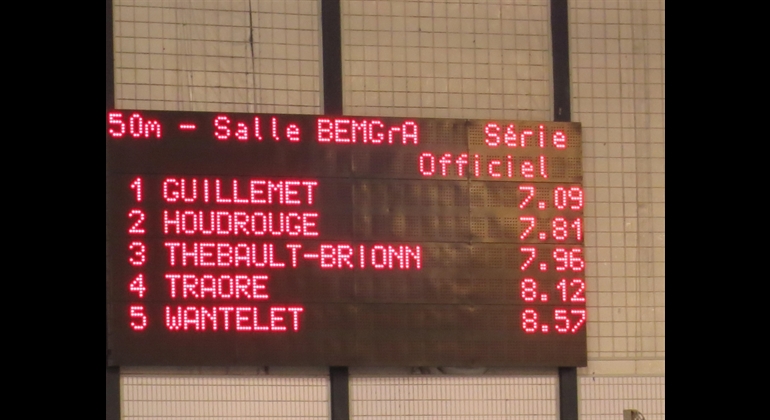 50m - Salle BEMGrA Série
Officiel
1 GUILLEMET 7.09
2 HOUDROUGE 7.81
3 THEBAULT-BRIONN 7.96
4 TRAORE 8.12
5 WANTELET 8.57